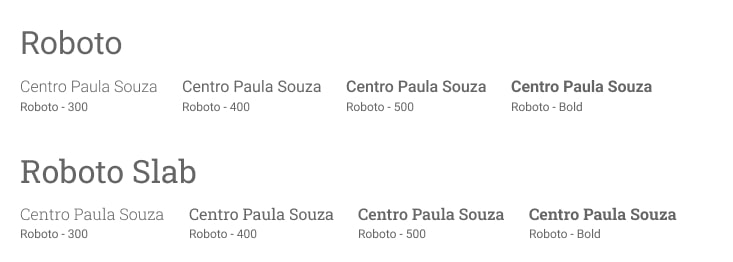 Roboto
Centro Paula Souza Centro Paula Souza Centro Paula Souza Centro Paula Souza
Roboto - 300 Roboto - 400 Roboto - 500 Roboto - Bold
Roboto Slab
Centro Paula Souza Centro Paula Souza Centro Paula Souza Centro Paula Souza
Roboto - 300 Roboto - 400 Roboto - 500 Roboto - Bold